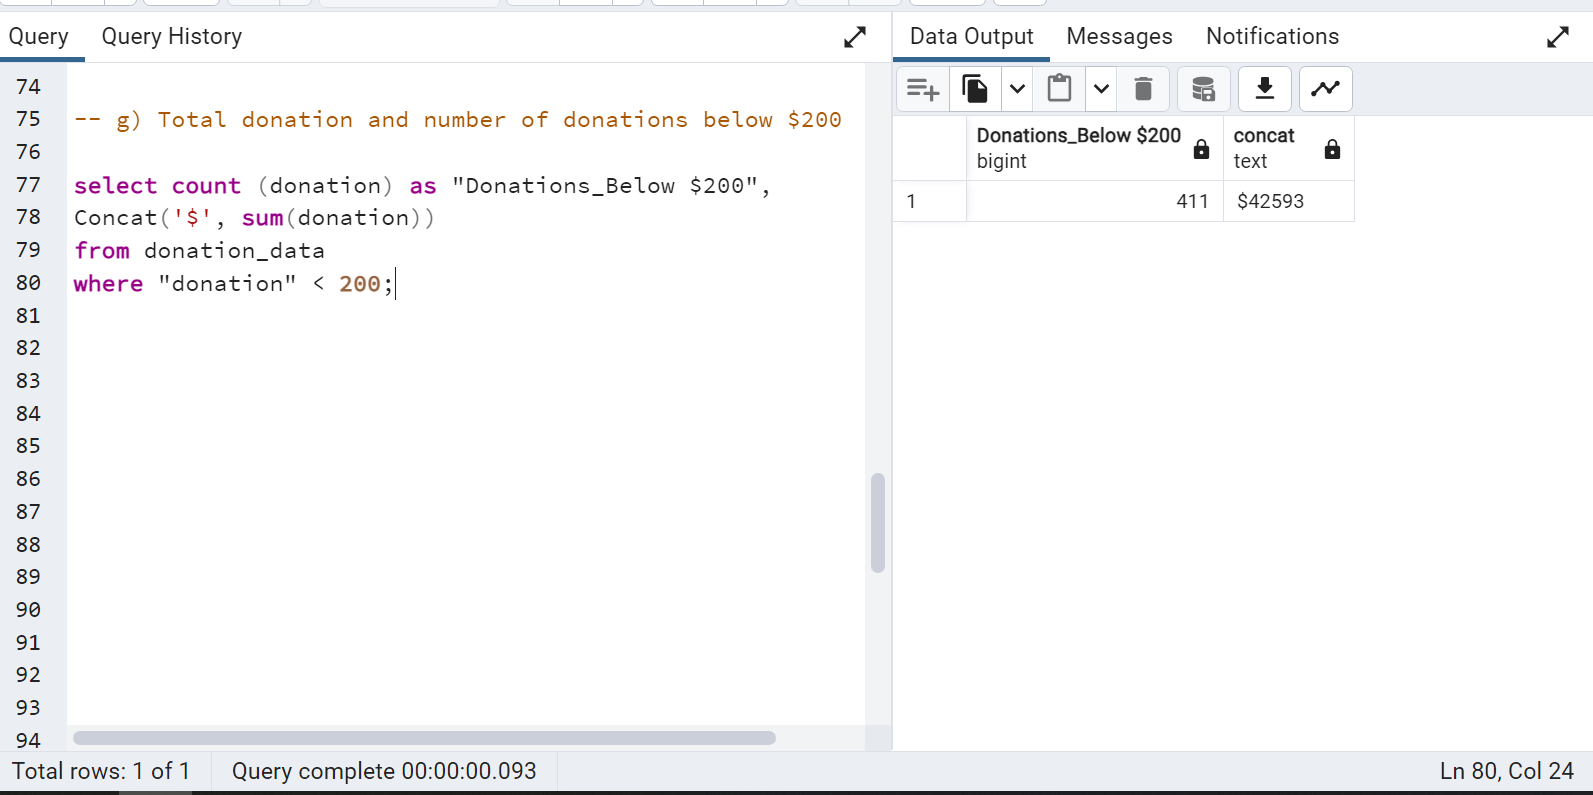 Query Query History
74
75 -- g) Total donation and number of donations below $200
76
77 select count (donation) as "Donations_Below $200",
78 Concat('$', sum(donation))
79 from donation_data
80 where "donation" < 200;
81
82
83
84
85
86
87
88
89
90
91
92
93
94
Data Output Messages Notifications
Donations_Below $200 concat
bigint text
1 411 $42593
Total rows: 1 of 1 Query complete 00:00:00.093 Ln 80, Col 24